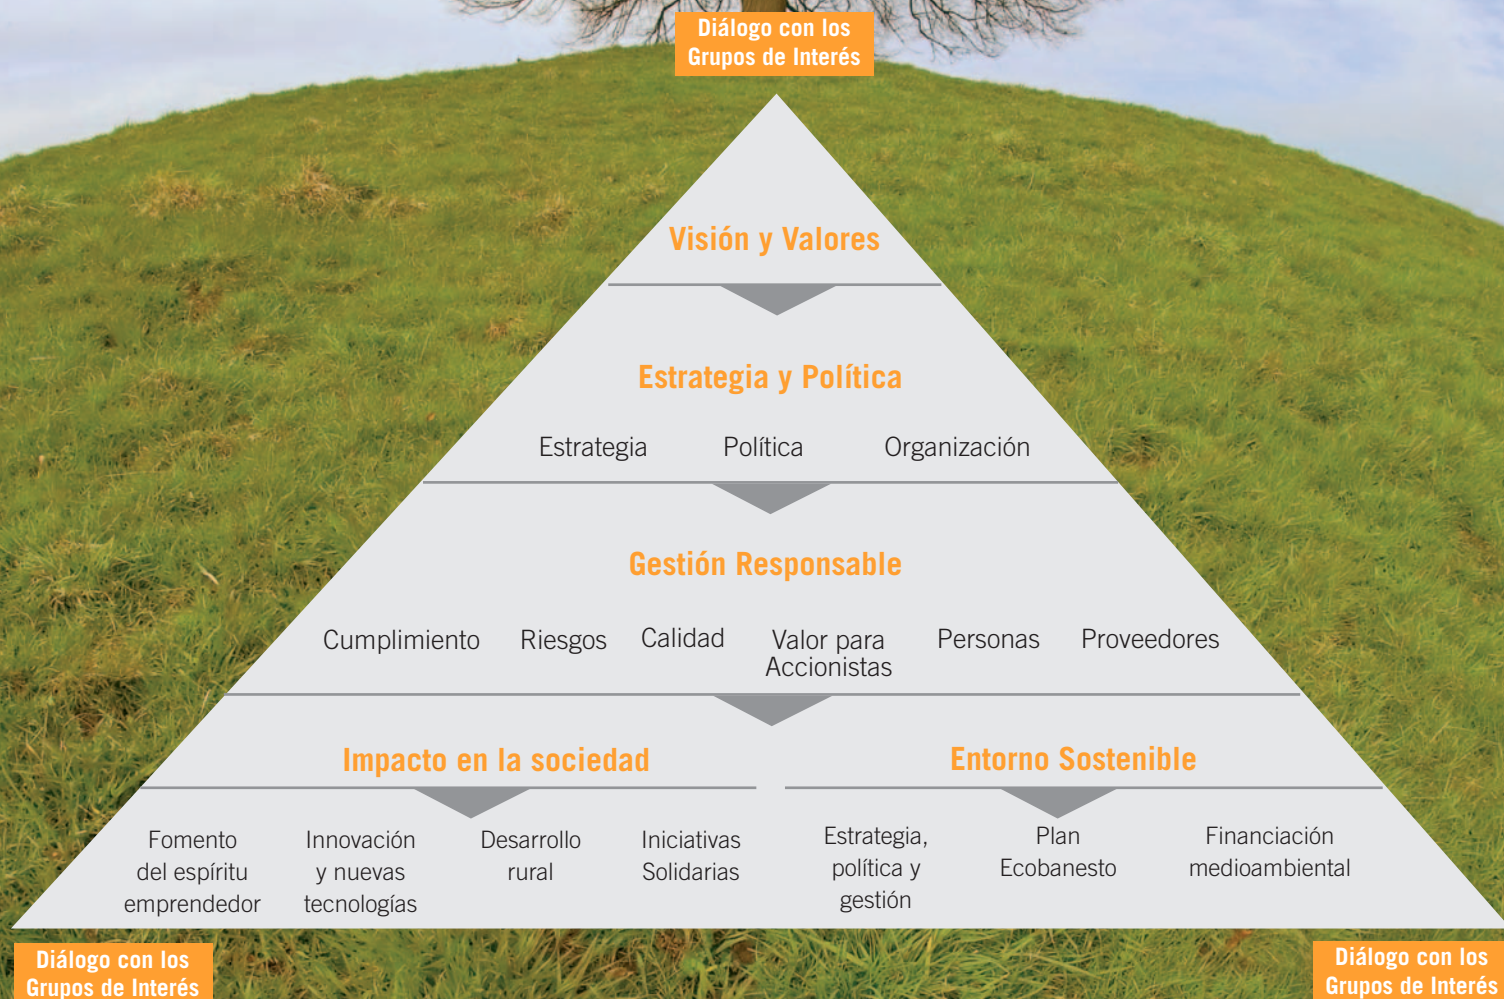 Diálogo con los
Grupos de Interés
Visión y Valores
Estrategia y Política
Estrategia
Política
Organización
Gestión Responsable
Cumplimiento
Riesgos
Calidad
Valor para
Accionistas
Personas
Proveedores
Impacto en la sociedad
Fomento
del espíritu
emprendedor
Innovación
y nuevas
tecnologías
Desarrollo
rural
Iniciativas
Solidarias
Entorno Sostenible
Estrategia,
política y
gestión
Plan
Ecobanesto
Financiación
medioambiental
Diálogo con los
Grupos de Interés
Diálogo con los
Grupos de Interés